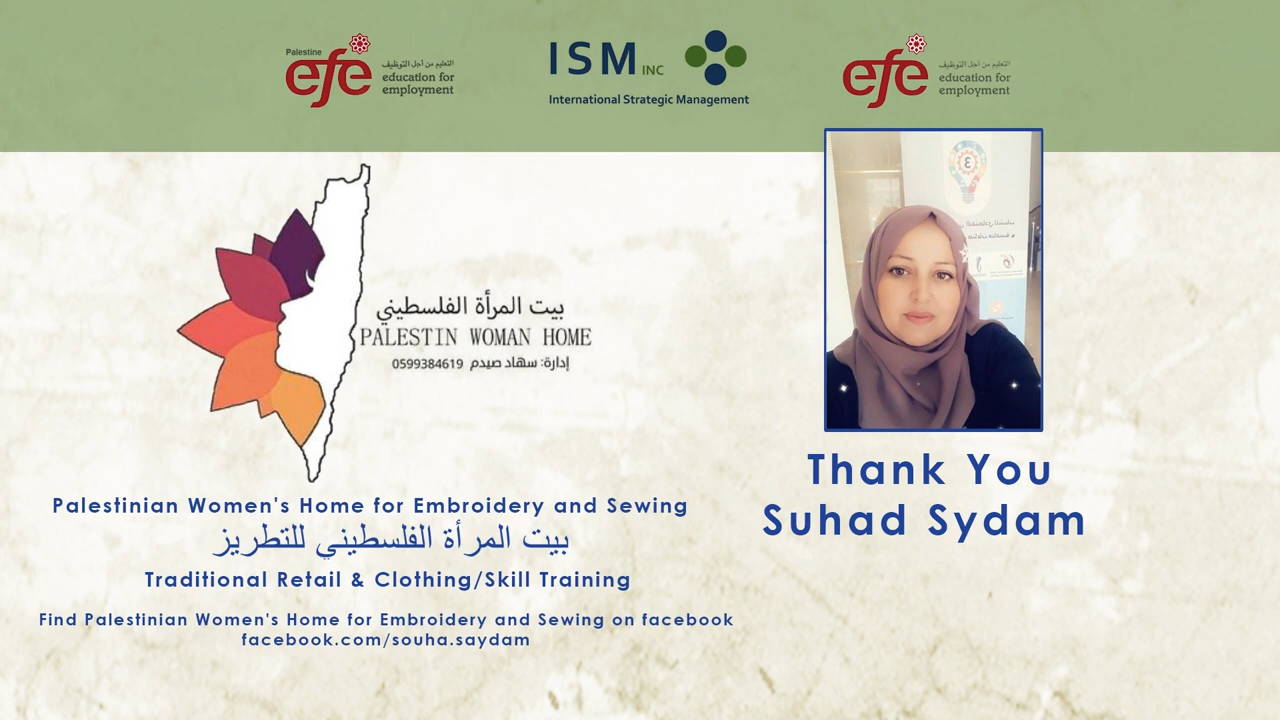 Palestine
efe
التعليم من أجل التوظيف
education for
employment
ISM INC
International Strategic Management
efe
التعليم من أجل التوظيف
education for
employment
بيت المرأة الفلسطيني
PALESTIN WOMAN HOME
إدارة: سهاد صيدم 0599384619
Thank You
Suhad Sydam
Palestinian Women's Home for Embroidery and Sewing
بيت المرأة الفلسطيني للتطريز
Traditional Retail & Clothing/Skill Training
Find Palestinian Women's Home for Embroidery and Sewing on facebook
facebook.com/souha.saydam